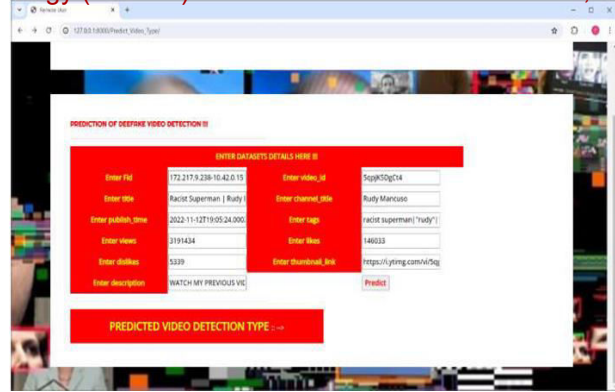 Remote User
127.0.0.1:8000/Predict_Video_Type/
PREDICTION OF DEEFAKE VIDEO DETECTION !!!
ENTER DATASETS DETAILS HERE !!!
Enter Fid 172.217.9.238-10.42.0.15 Enter video_id 5qpjK5DgCt4
Enter title Racist Superman | Rudy Enter channel_title Rudy Mancuso
Enter publish_time 2022-11-12T19:05:24.000 Enter tags racist superman|"rudy"|
Enter views 3191434 Enter likes 146033
Enter dislikes 5339 Enter thumbnail_link https://i.ytimg.com/vi/5qp
Enter description WATCH MY PREVIOUS VID Predict
PREDICTED VIDEO DETECTION TYPE :: -->